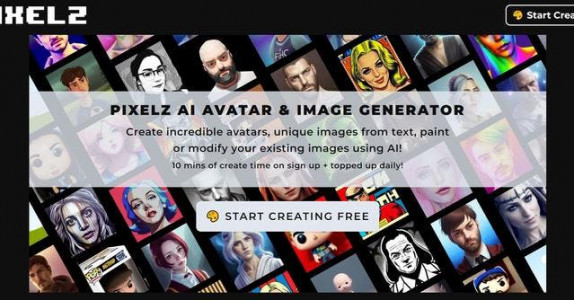 IXELZ
Start Crea
PIXELZ AI AVATAR & IMAGE GENERATOR
Create incredible avatars, unique images from text, paint
or modify your existing images using AI!
10 mins of create time on sign up + topped up daily!
START CREATING FREE